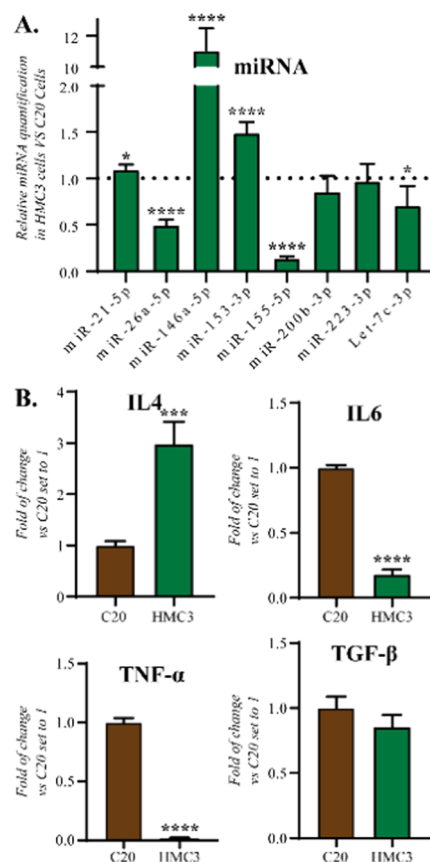 A.
miRNA
Relative miRNA quantification
in HMC3 cells VS C20 Cells
12
10
2.0
1.5
1.0
0.5
0.0
*
****
****
****
****
*
miR-21-5p
miR-26a-5p
miR-146a-5p
miR-153-3p
miR-155-5p
miR-200b-3p
miR-223-3p
Let-7c-3p
B.
IL4
Fold of change
vs C20 set to 1
4
3
2
1
0
***
C20 HMC3
IL6
Fold of change
vs C20 set to 1
1.5
1.0
0.5
0.0
****
C20 HMC3
TNF-α
Fold of change
vs C20 set to 1
1.5
1.0
0.5
0.0
****
C20 HMC3
TGF-β
Fold of change
vs C20 set to 1
1.5
1.0
0.5
0.0
C20 HMC3